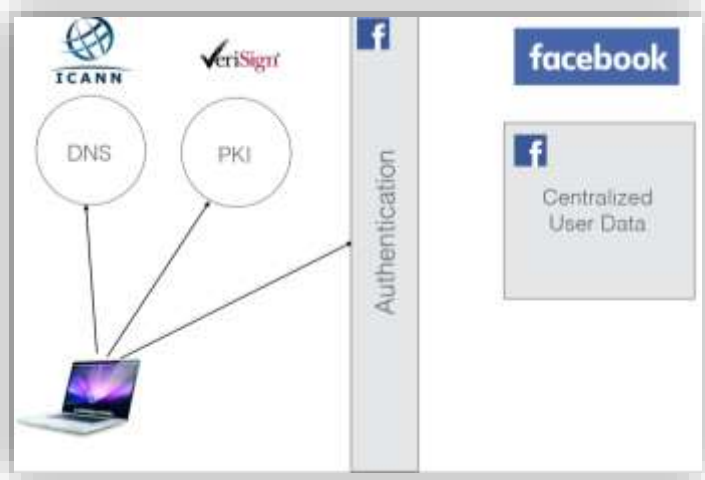 ICANN
VeriSign
facebook
DNS
PKI
Authentication
Centralized
User Data